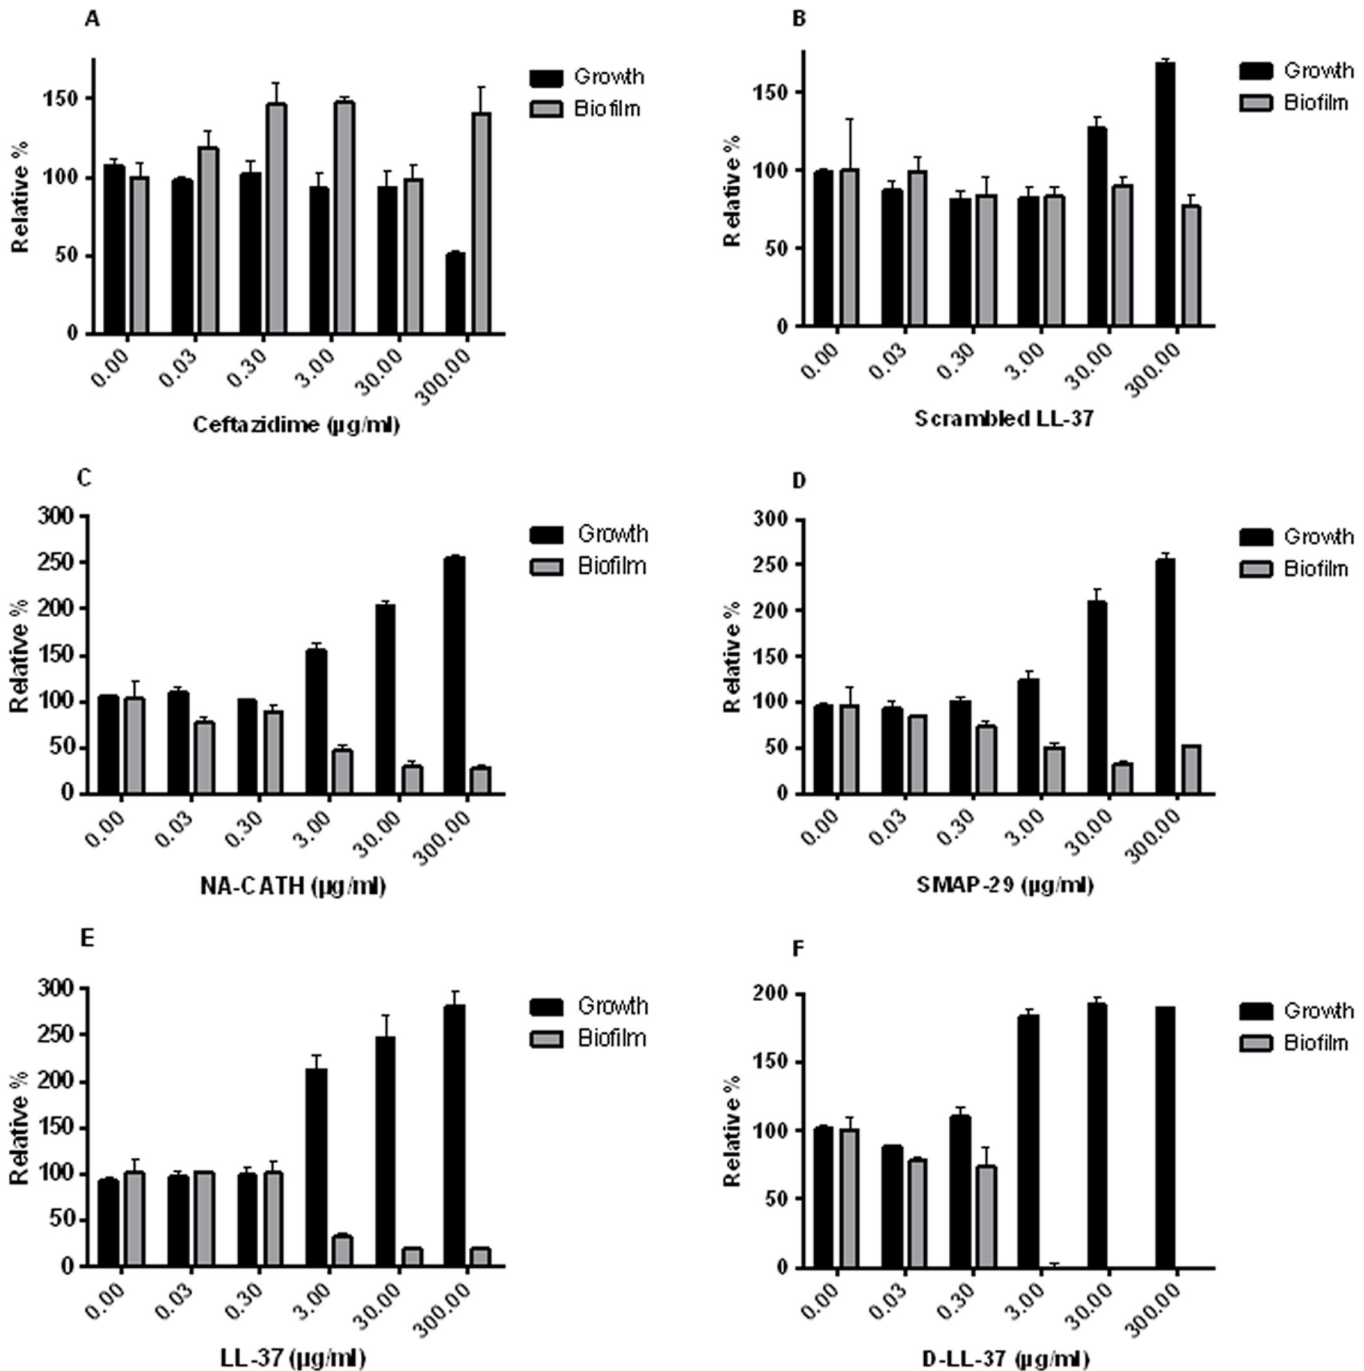 A
150
100
50
0
Relative %
0.00
0.03
0.30
3.00
30.00
300.00
Ceftazidime (µg/ml)
Growth
Biofilm
B
150
100
50
0
Relative %
0.00
0.03
0.30
3.00
30.00
300.00
Scrambled LL-37
Growth
Biofilm
C
300
250
200
150
100
50
0
Relative %
0.00
0.03
0.30
3.00
30.00
300.00
NA-CATH (µg/ml)
Growth
Biofilm
D
300
250
200
150
100
50
0
Relative %
0.00
0.03
0.30
3.00
30.00
300.00
SMAP-29 (µg/ml)
Growth
Biofilm
E
300
250
200
150
100
50
0
Relative %
0.00
0.03
0.30
3.00
30.00
300.00
LL-37 (µg/ml)
Growth
Biofilm
F
200
150
100
50
0
Relative %
0.00
0.03
0.30
3.00
30.00
300.00
D-LL-37 (µg/ml)
Growth
Biofilm